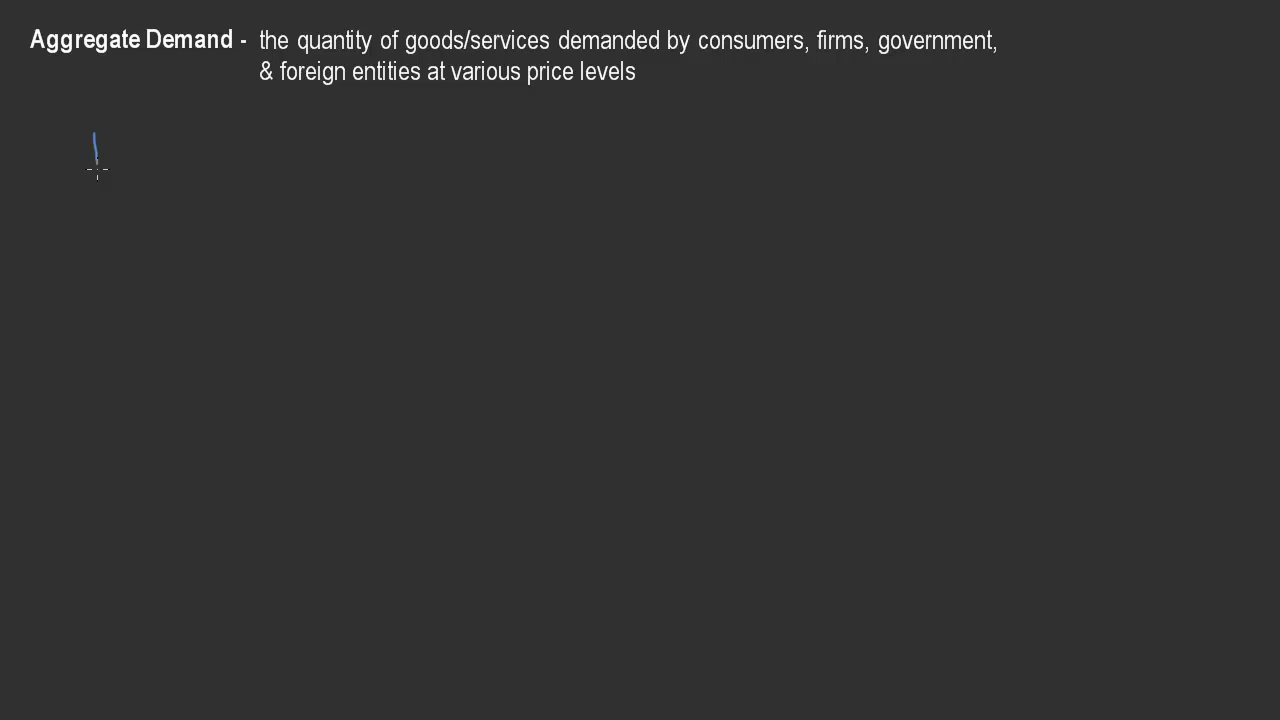 Aggregate Demand - the quantity of goods/services demanded by consumers, firms, government,
& foreign entities at various price levels